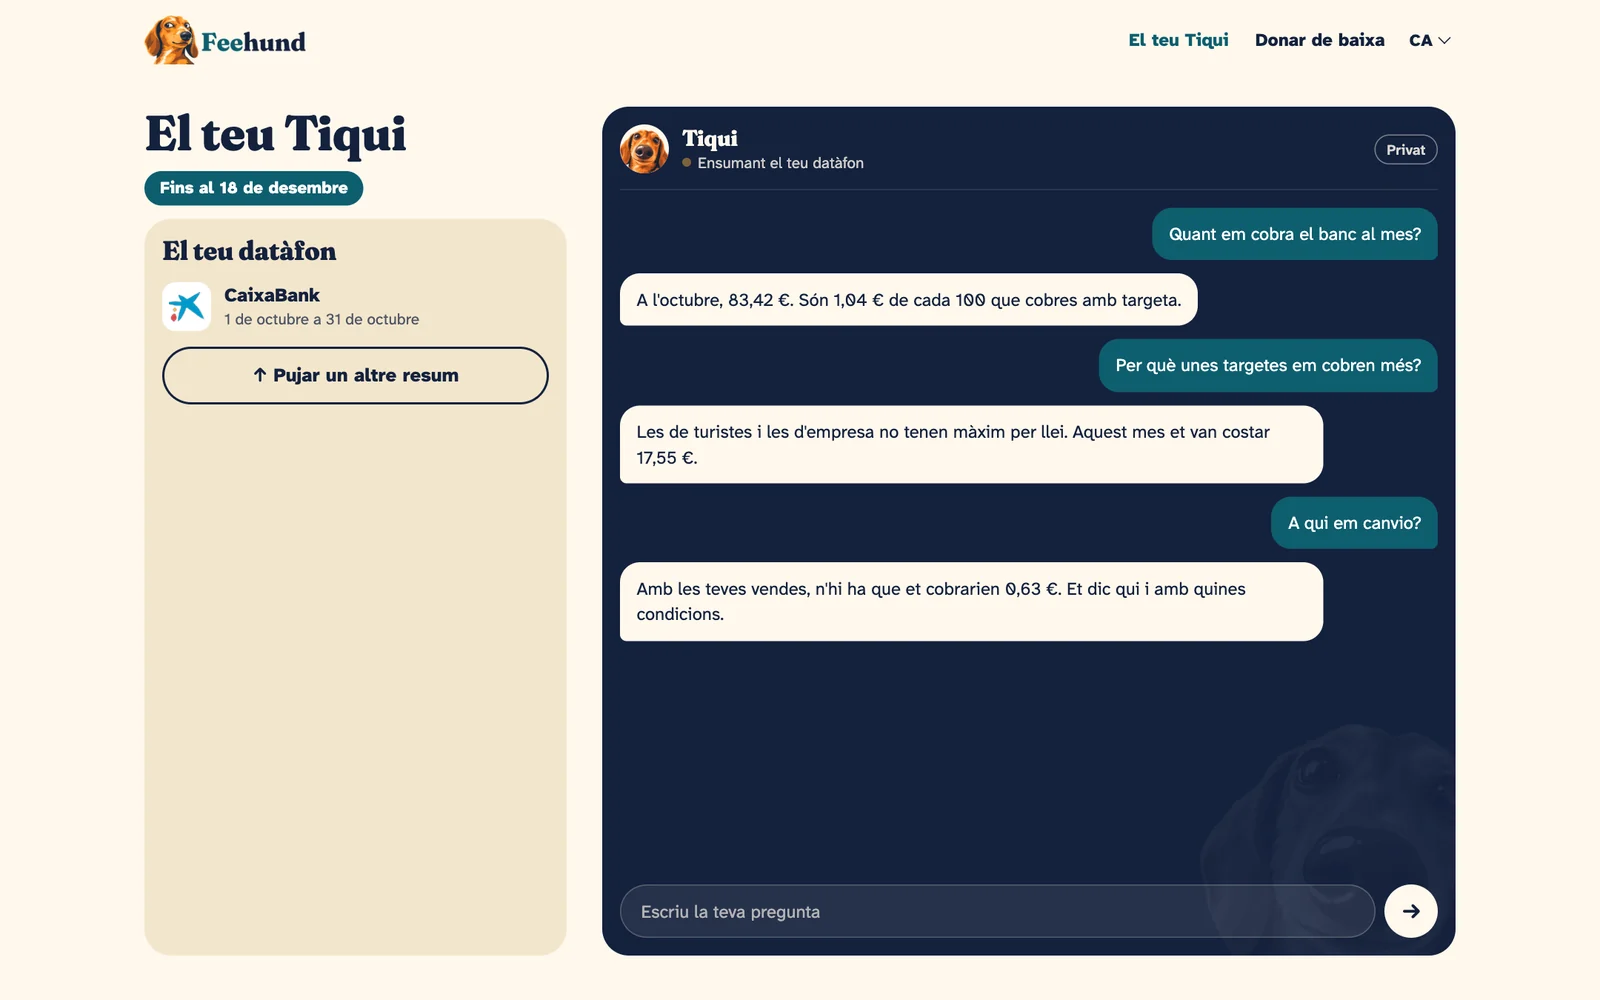 Feehund
El teu Tiqui
Donar de baixa
CA
El teu Tiqui
Fins al 18 de desembre
El teu datàfon
CaixaBank
1 de octubre a 31 de octubre
↑ Pujar un altre resum
Tiqui
Ensumant el teu datàfon
Privat
Quant em cobra el banc al mes?
A l'octubre, 83,42 €. Són 1,04 € de cada 100 que cobres amb targeta.
Per què unes targetes em cobren més?
Les de turistes i les d'empresa no tenen màxim per llei. Aquest mes et van costar
17,55 €.
A qui em canvio?
Amb les teves vendes, n'hi ha que et cobrarien 0,63 €. Et dic qui i amb quines
condicions.
Escriu la teva pregunta